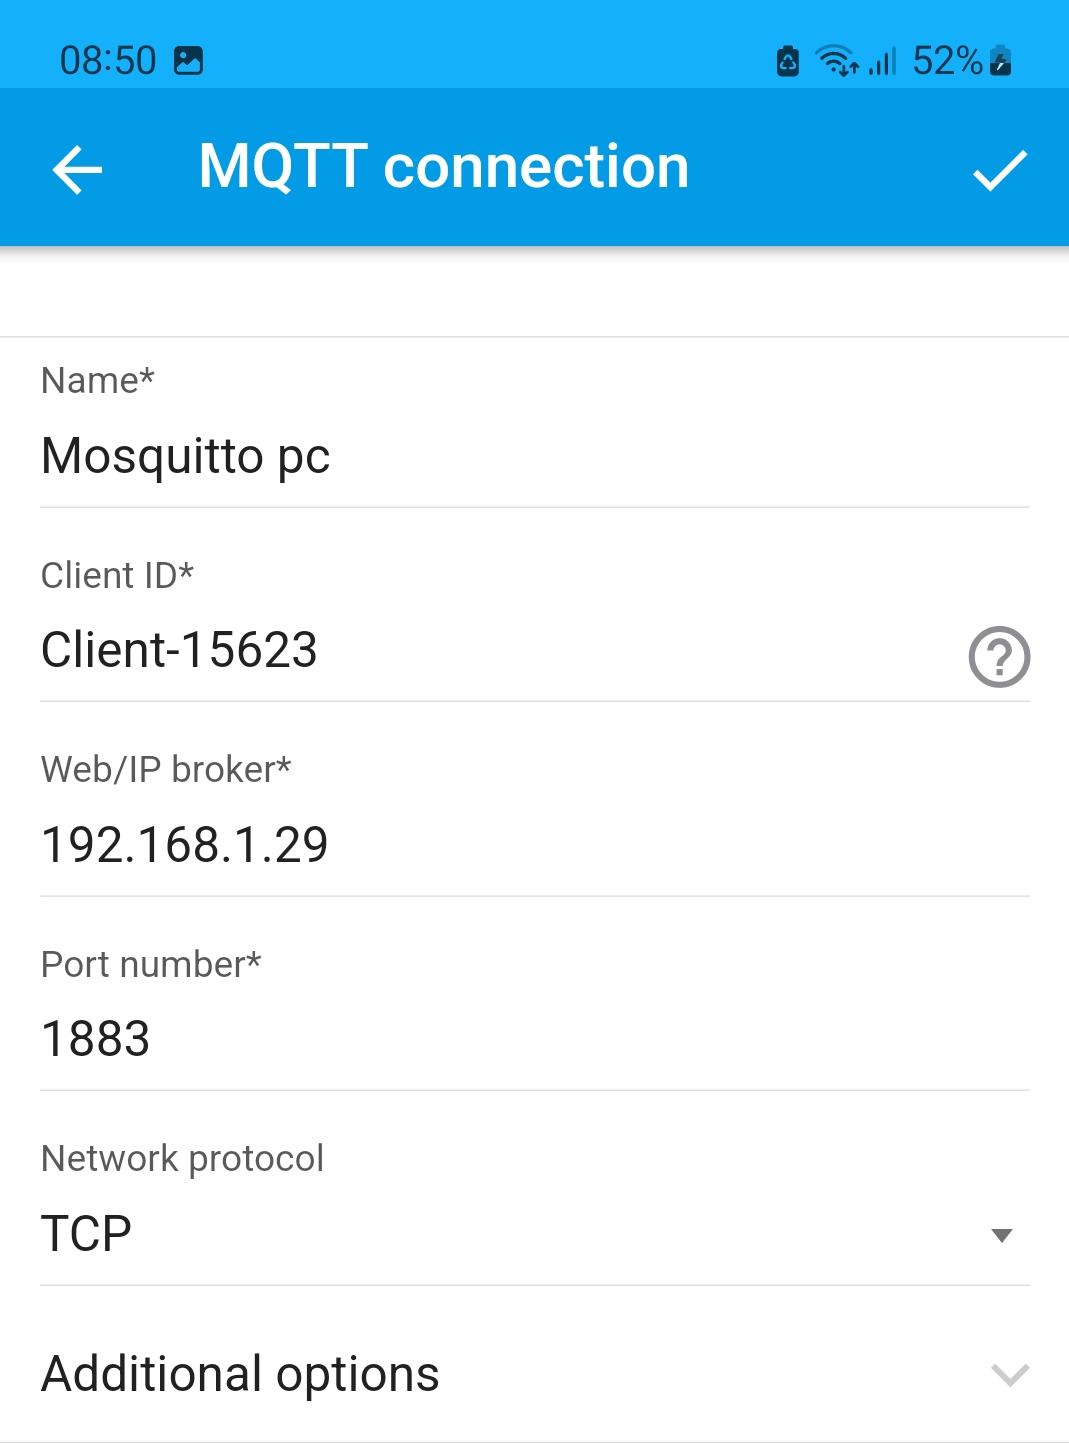 08:50 52%
MQTT connection
Name*
Mosquitto pc
Client ID*
Client-15623
?
Web/IP broker*
192.168.1.29
Port number*
1883
Network protocol
TCP
Additional options